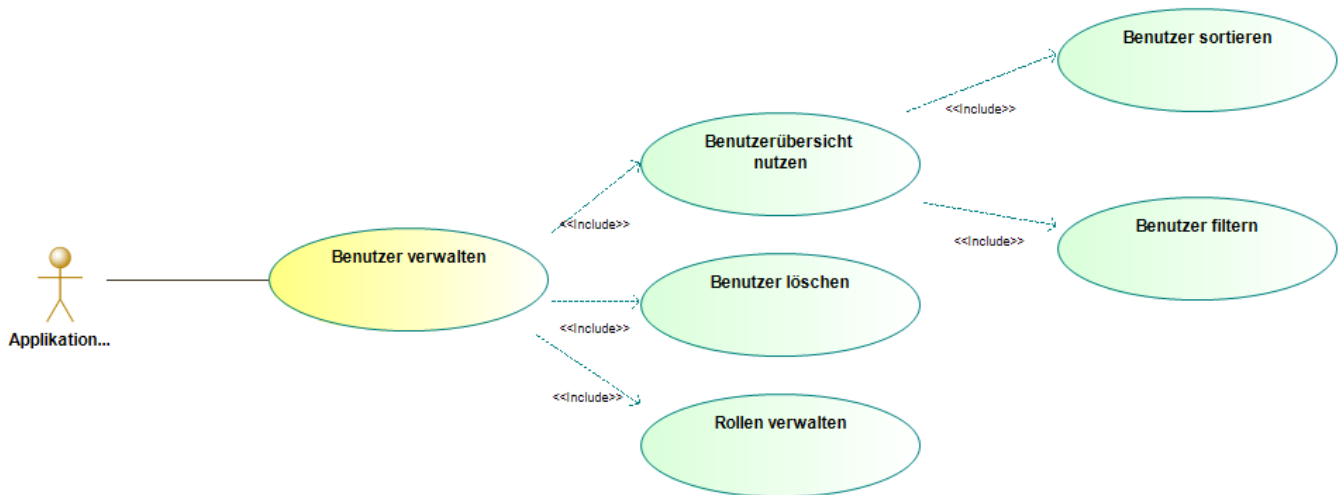 Benutzer sortieren
<<Include>>
Benutzerübersicht
nutzen
<<Include>>
Benutzer filtern
<<Include>>
Benutzer verwalten
Benutzer löschen
<<Include>>
Applikation...
<<Include>>
Rollen verwalten